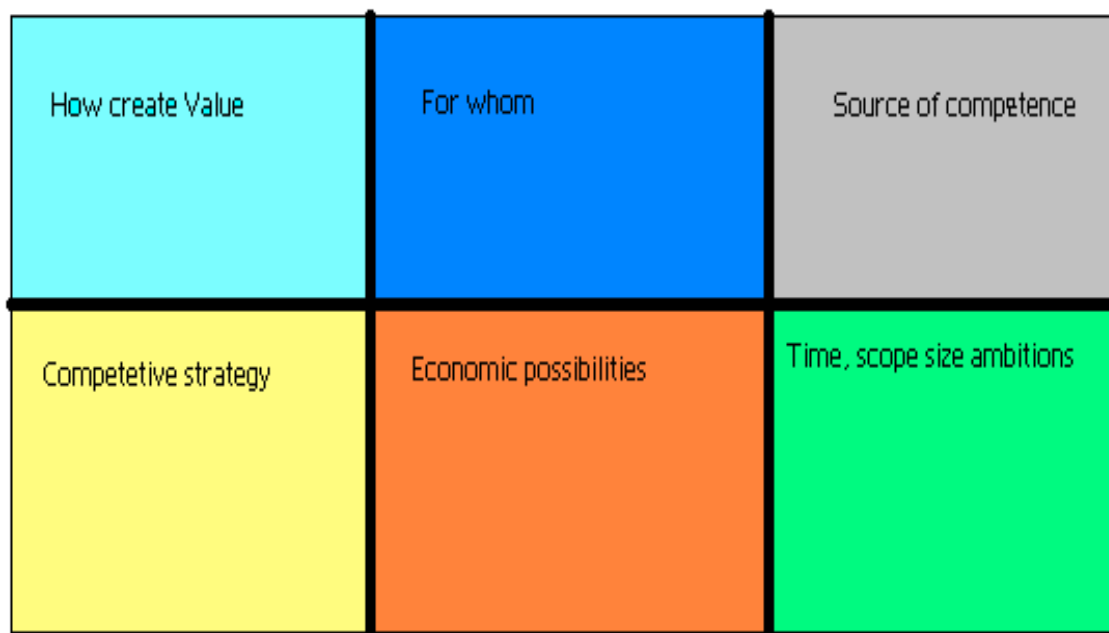 How create Value
For whom
Source of competence
Competetive strategy
Economic possibilities
Time, scope size ambitions